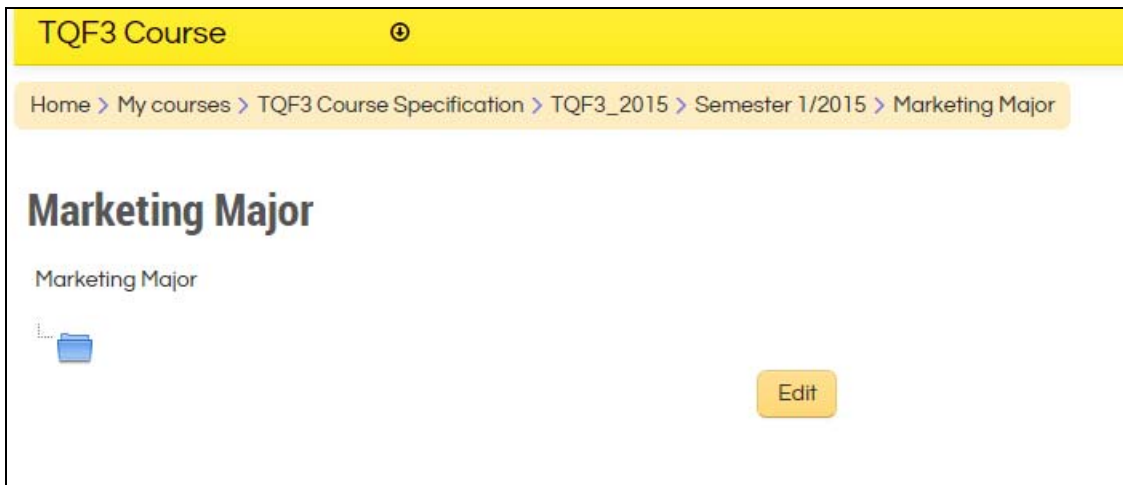 TQF3 Course
Home > My courses > TQF3 Course Specification > TQF3_2015 > Semester 1/2015 > Marketing Major
Marketing Major
Marketing Major
Edit